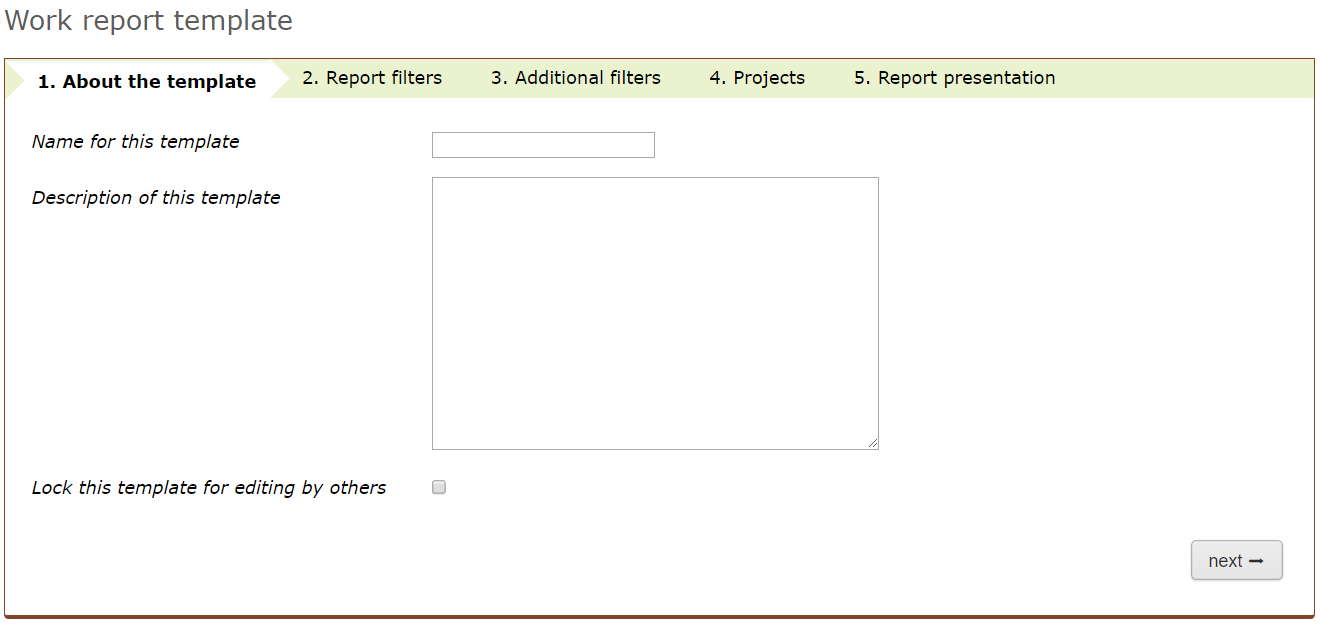 Work report template
1. About the template 2. Report filters 3. Additional filters 4. Projects 5. Report presentation
Name for this template
Description of this template
Lock this template for editing by others
next ➞